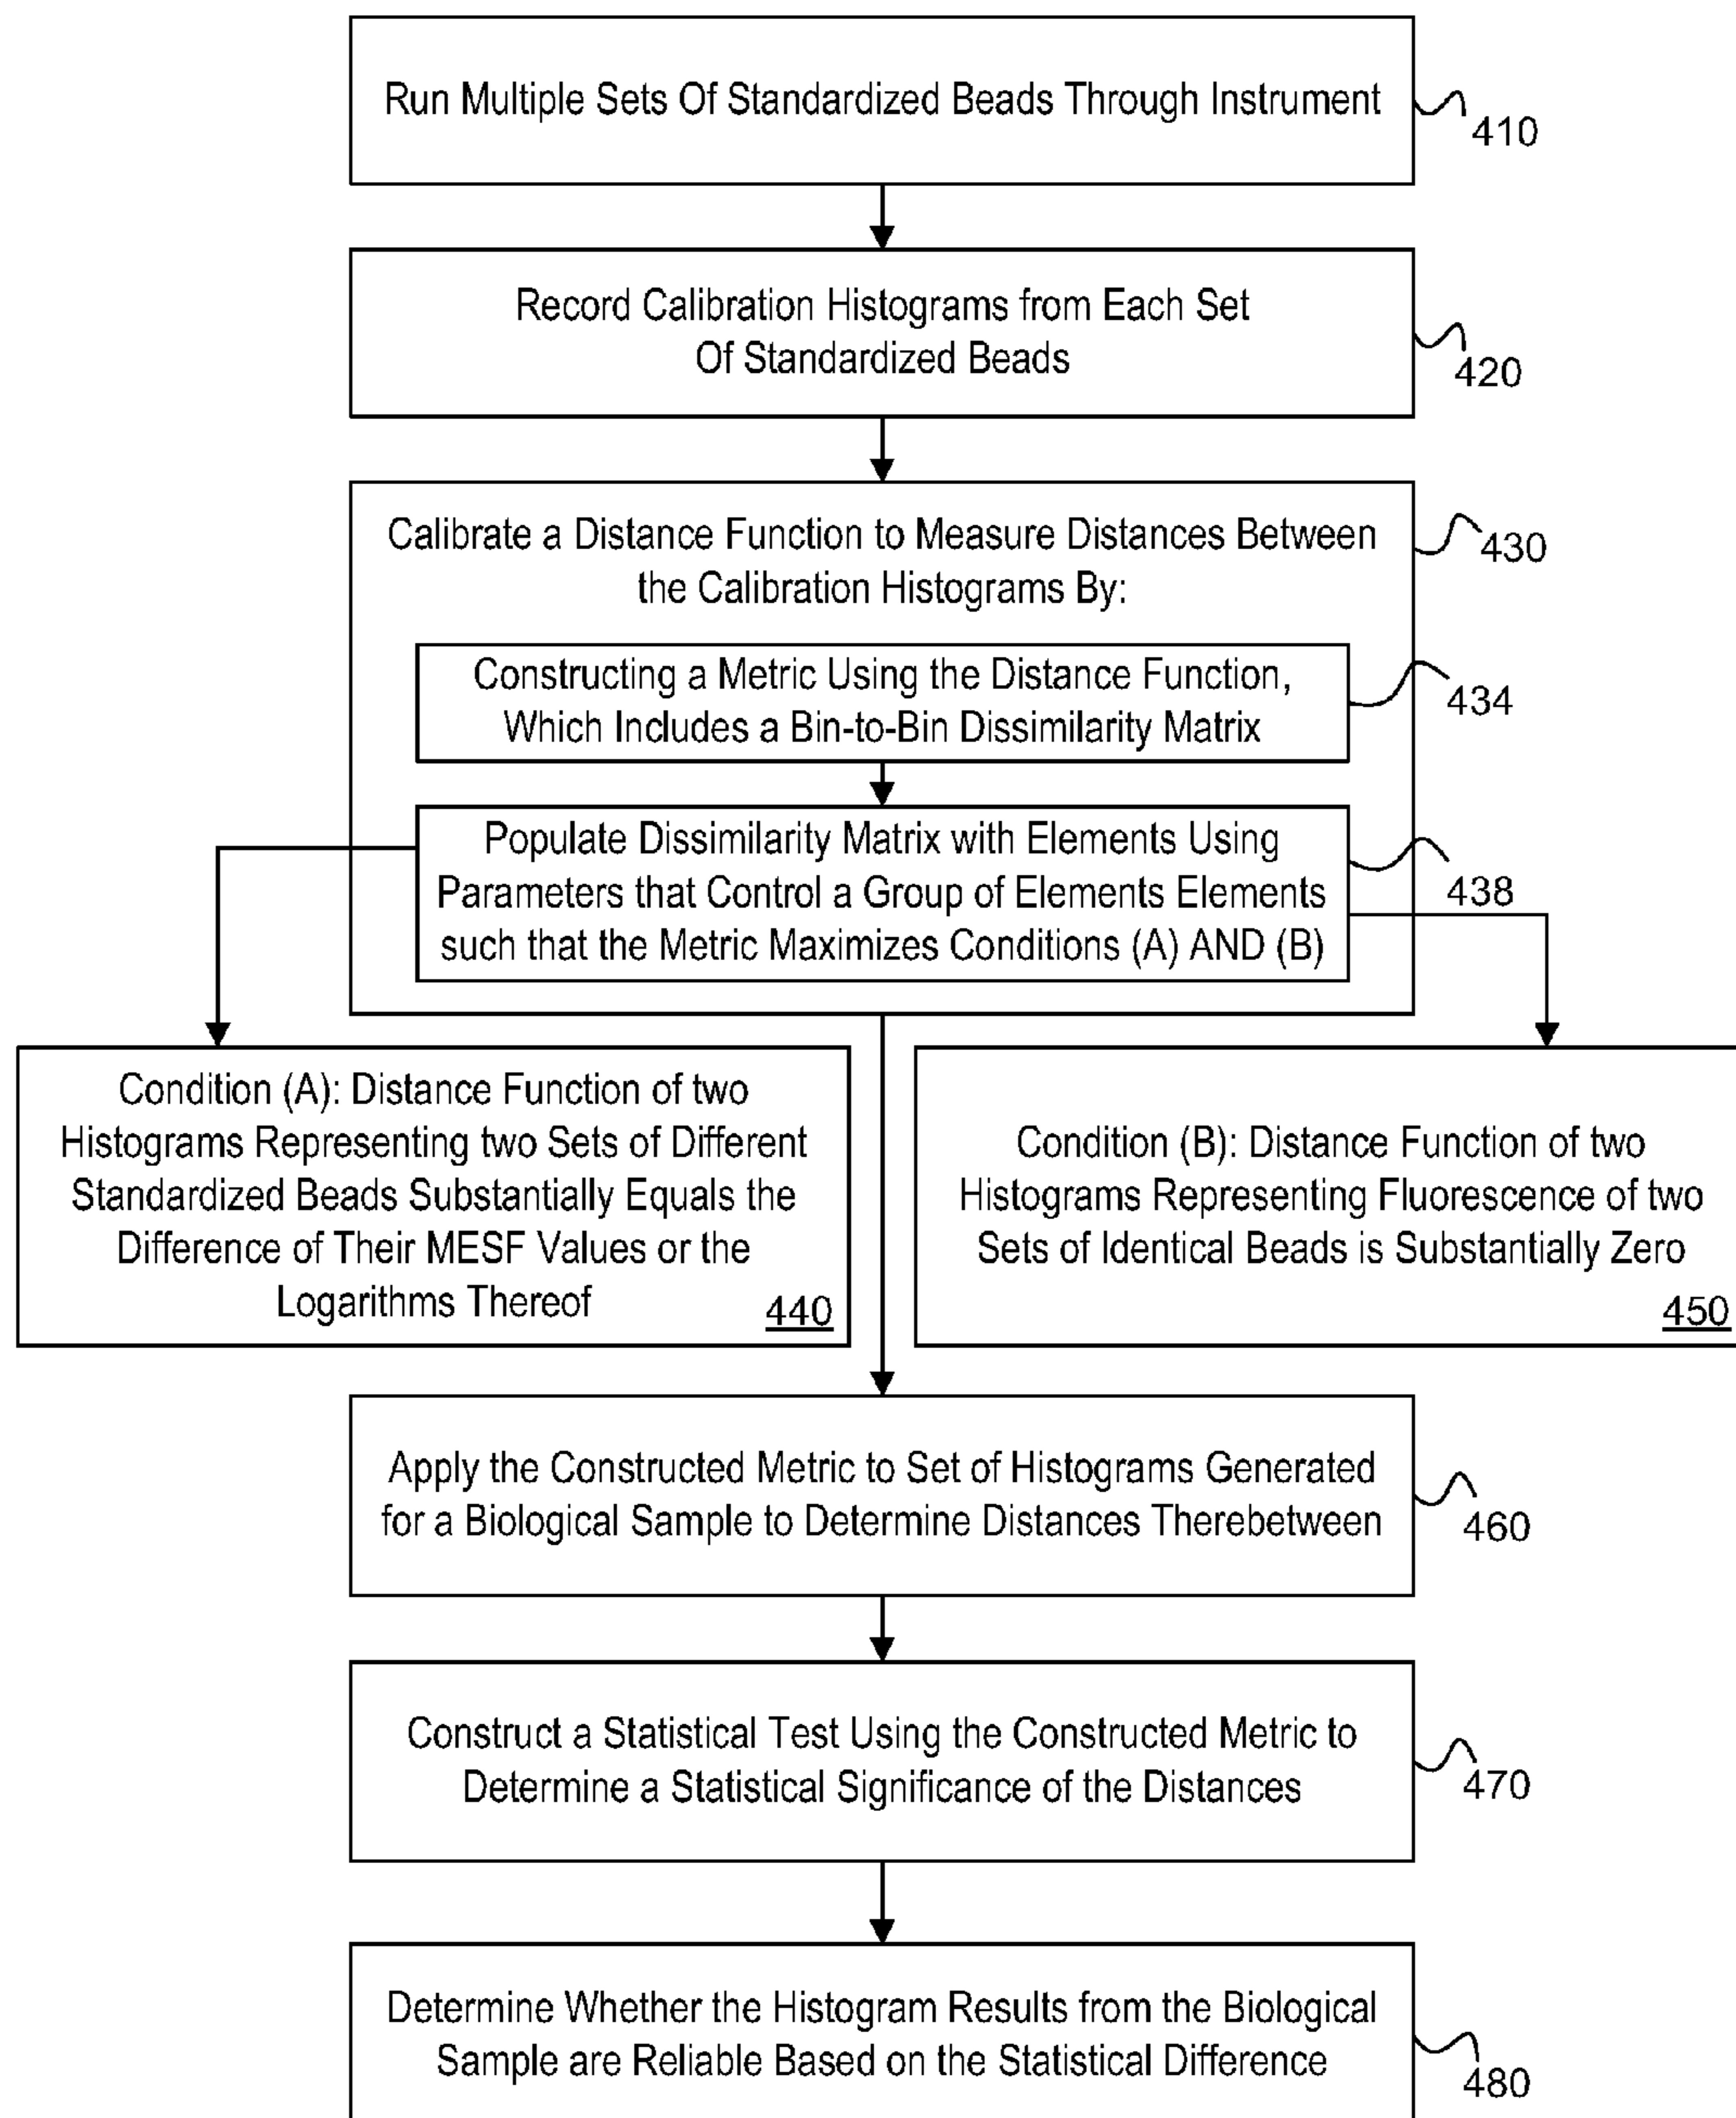 Run Multiple Sets Of Standardized Beads Through Instrument
410
Record Calibration Histograms from Each Set
Of Standardized Beads
420
Calibrate a Distance Function to Measure Distances Between
the Calibration Histograms By:
430
Constructing a Metric Using the Distance Function,
Which Includes a Bin-to-Bin Dissimilarity Matrix
434
Populate Dissimilarity Matrix with Elements Using
Parameters that Control a Group of Elements Elements
such that the Metric Maximizes Conditions (A) AND (B)
438
Condition (A): Distance Function of two
Histograms Representing two Sets of Different
Standardized Beads Substantially Equals the
Difference of Their MESF Values or the
Logarithms Thereof
440
Condition (B): Distance Function of two
Histograms Representing Fluorescence of two
Sets of Identical Beads is Substantially Zero
450
Apply the Constructed Metric to Set of Histograms Generated
for a Biological Sample to Determine Distances Therebetween
460
Construct a Statistical Test Using the Constructed Metric to
Determine a Statistical Significance of the Distances
470
Determine Whether the Histogram Results from the Biological
Sample are Reliable Based on the Statistical Difference
480